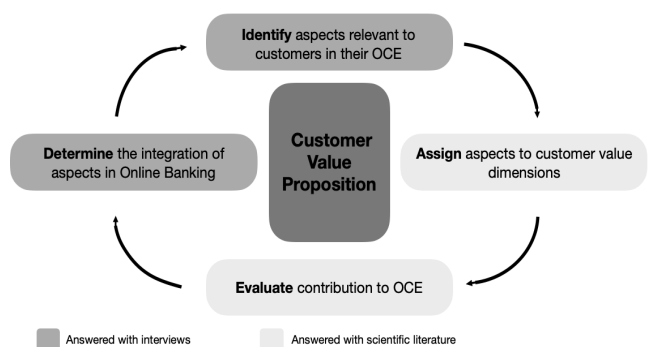 Identify aspects relevant to
customers in their OCE
Customer
Value
Proposition
Determine the integration of
aspects in Online Banking
Assign aspects to customer value
dimensions
Evaluate contribution to OCE
Answered with interviews
Answered with scientific literature